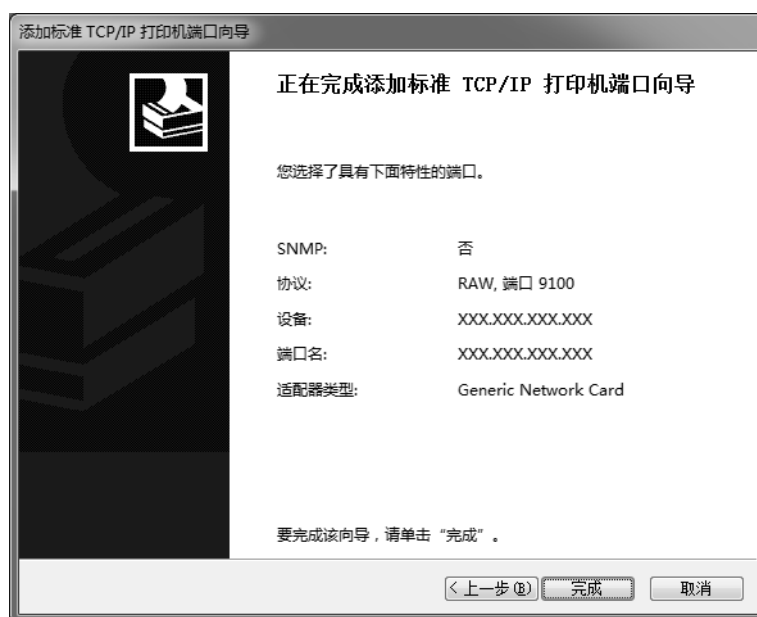 添加标准 TCP/IP 打印机端口向导
正在完成添加标准 TCP/IP 打印机端口向导
您选择了具有下面特性的端口。
SNMP: 否
协议: RAW, 端口 9100
设备: XXX.XXX.XXX.XXX
端口名: XXX.XXX.XXX.XXX
适配器类型: Generic Network Card
要完成该向导，请单击“完成”。
< 上一步(B) 完成 取消